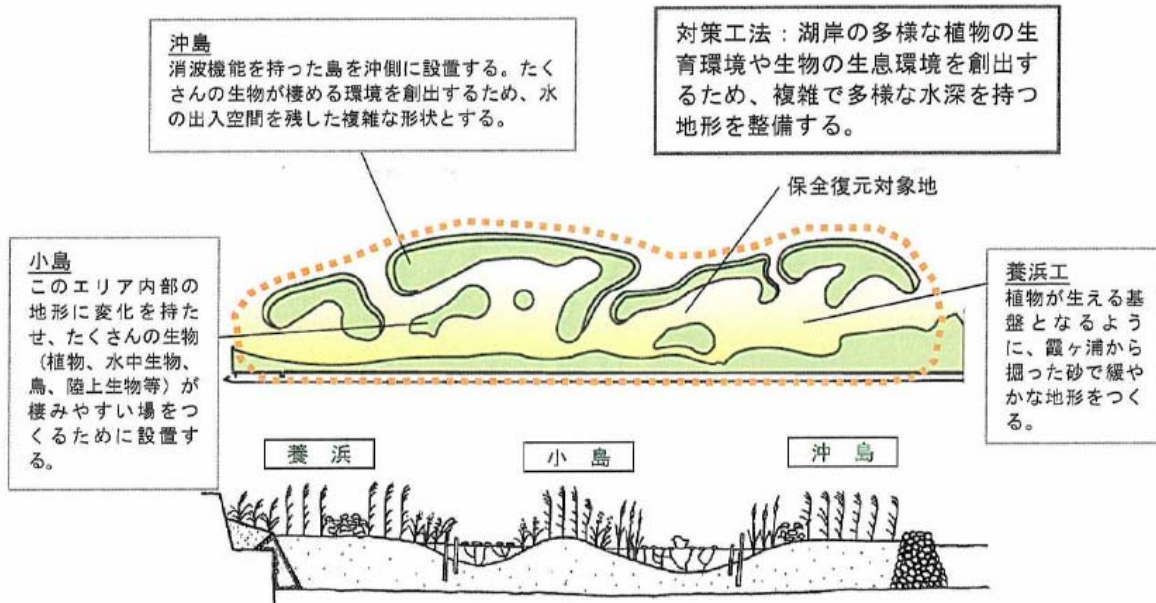 沖島
消波機能を持った島を沖側に設置する。たく
さんの生物が棲める環境を創出するため、水
の出入空間を残した複雑な形状とする。
対策工法：湖岸の多様な植物の生
育環境や生物の生息環境を創出す
るため、複雑で多様な水深を持つ
地形を整備する。
保全復元対象地
小島
このエリア内部の
地形に変化を持た
せ、たくさんの生物
（植物、水中生物、
鳥、陸上生物等）が
棲みやすい場をつ
くるために設置す
る。
養浜工
植物が生える基
盤となるよう
に、霞ヶ浦から
掘った砂で緩や
かな地形をつく
る。
養浜
小島
沖島